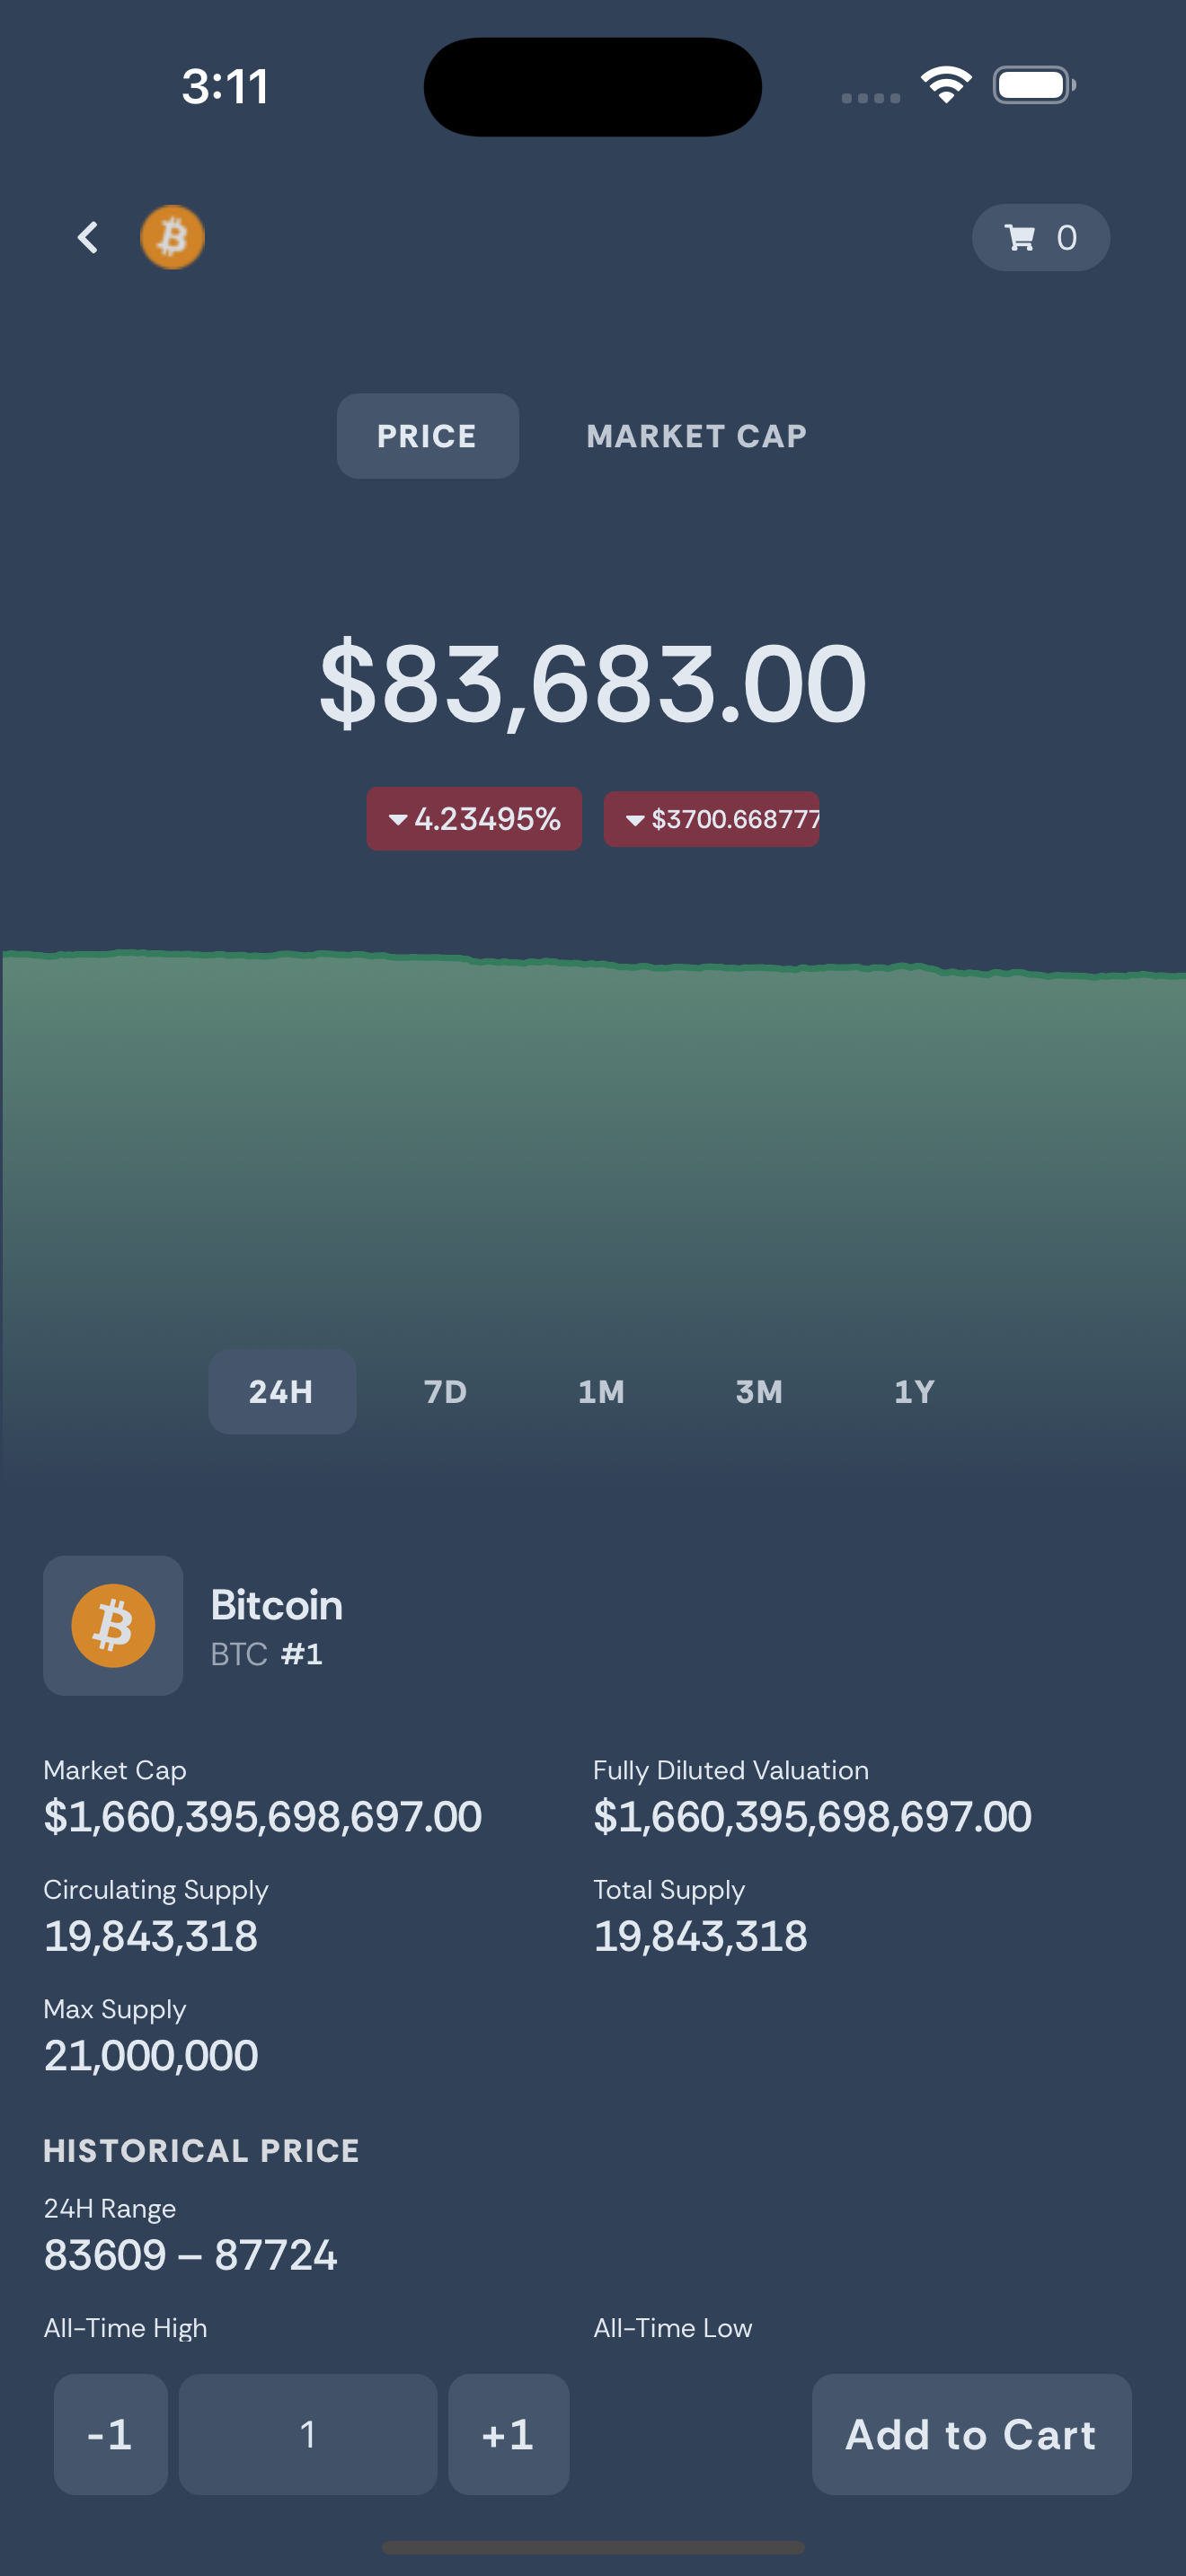 3:11
0
PRICE MARKET CAP
$83,683.00
4.23495% $3700.668777
24H 7D 1M 3M 1Y
Bitcoin
BTC #1
Market Cap Fully Diluted Valuation
$1,660,395,698,697.00 $1,660,395,698,697.00
Circulating Supply Total Supply
19,843,318 19,843,318
Max Supply
21,000,000
HISTORICAL PRICE
24H Range
83609 – 87724
All-Time High All-Time Low
-1 1 +1 Add to Cart